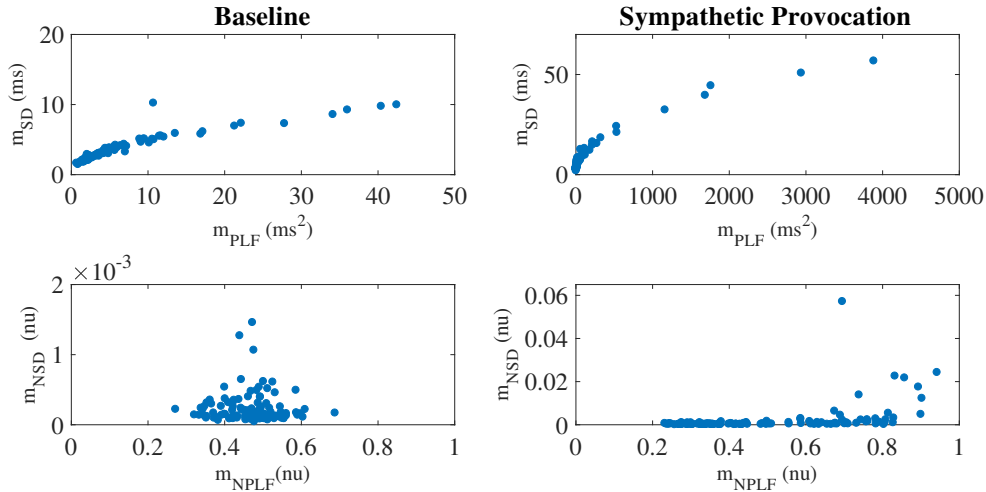 Baseline
20
10
0
m_SD (ms)
0 10 20 30 40 50
m_PLF (ms^2)
Sympathetic Provocation
50
0
m_SD (ms)
0 1000 2000 3000 4000 5000
m_PLF (ms^2)
×10^-3
2
1
0
m_NSD (nu)
0 0.2 0.4 0.6 0.8 1
m_NPLF(nu)
0.06
0.04
0.02
0
m_NSD (nu)
0 0.2 0.4 0.6 0.8 1
m_NPLF (nu)